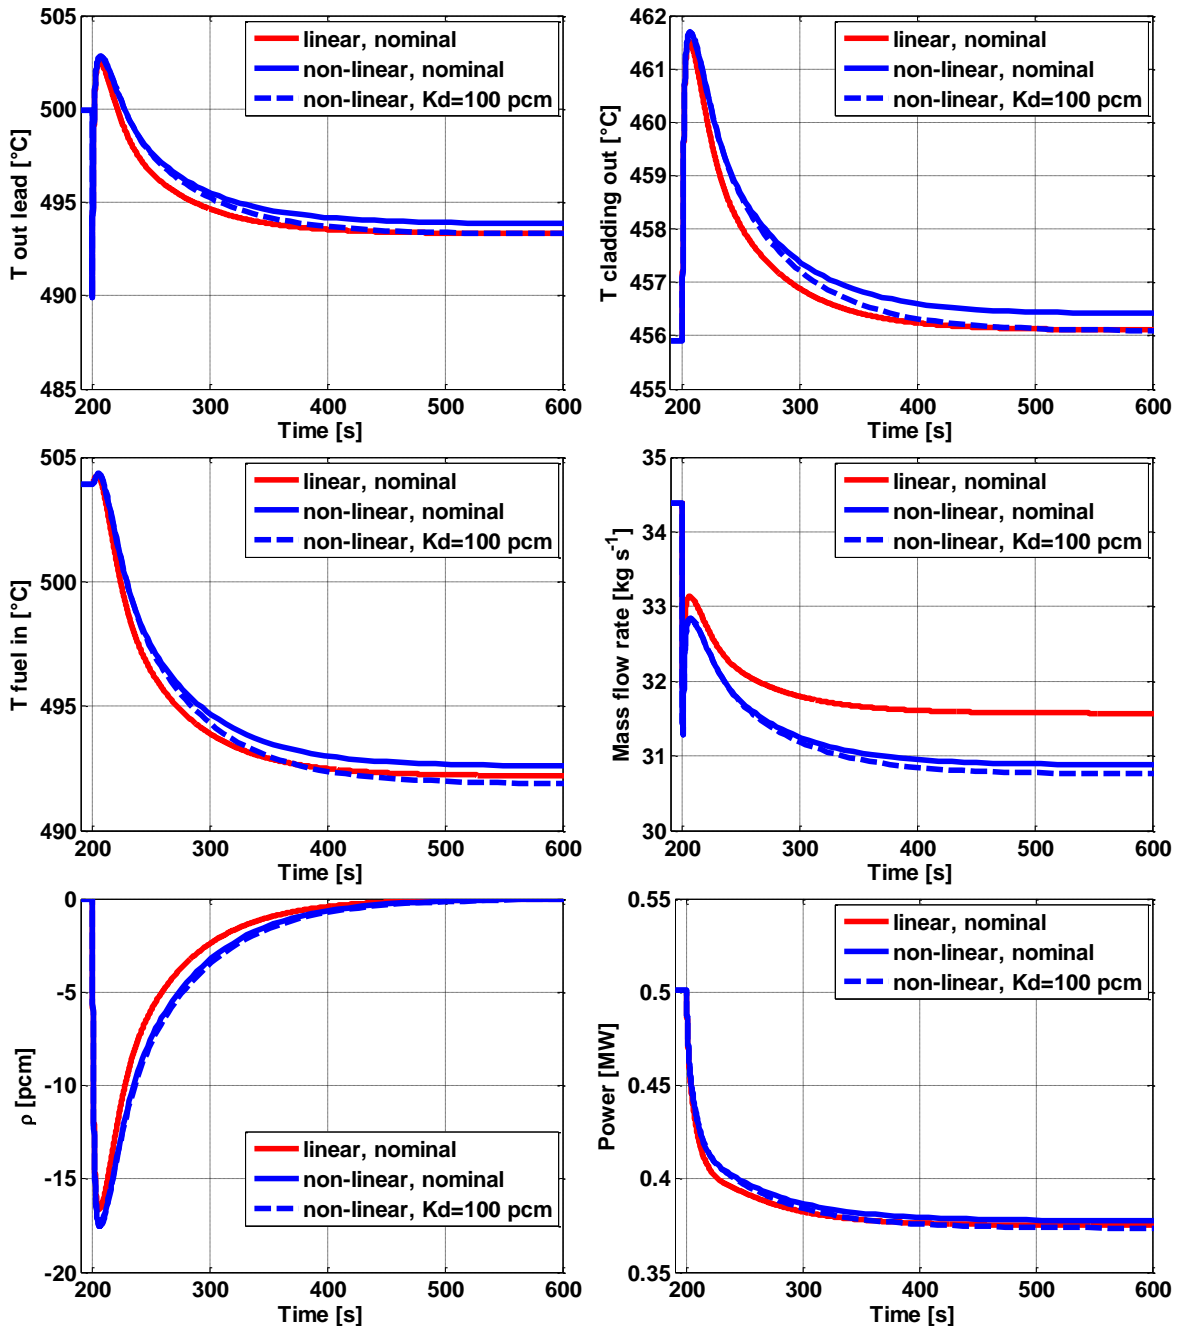 T out lead [°C]
505
500
495
490
485
linear, nominal
non-linear, nominal
non-linear, Kd=100 pcm
200 300 400 500 600
Time [s]
T cladding out [°C]
462
461
460
459
458
457
456
455
linear, nominal
non-linear, nominal
non-linear, Kd=100 pcm
200 300 400 500 600
Time [s]
T fuel in [°C]
505
500
495
490
linear, nominal
non-linear, nominal
non-linear, Kd=100 pcm
200 300 400 500 600
Time [s]
Mass flow rate [kg s⁻¹]
35
34
33
32
31
30
linear, nominal
non-linear, nominal
non-linear, Kd=100 pcm
200 300 400 500 600
Time [s]
ρ [pcm]
0
-5
-10
-15
-20
linear, nominal
non-linear, nominal
non-linear, Kd=100 pcm
200 300 400 500 600
Time [s]
Power [MW]
0.55
0.5
0.45
0.4
0.35
linear, nominal
non-linear, nominal
non-linear, Kd=100 pcm
200 300 400 500 600
Time [s]